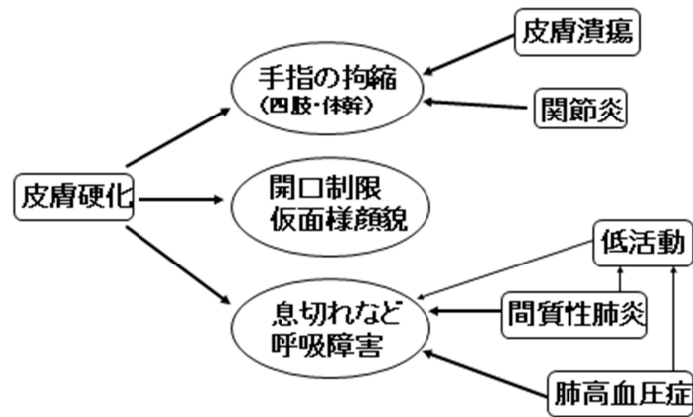 皮膚潰瘍
手指の拘縮
(四肢・体幹)
関節炎
皮膚硬化
開口制限
仮面様顔貌
低活動
息切れなど
呼吸障害
間質性肺炎
肺高血圧症